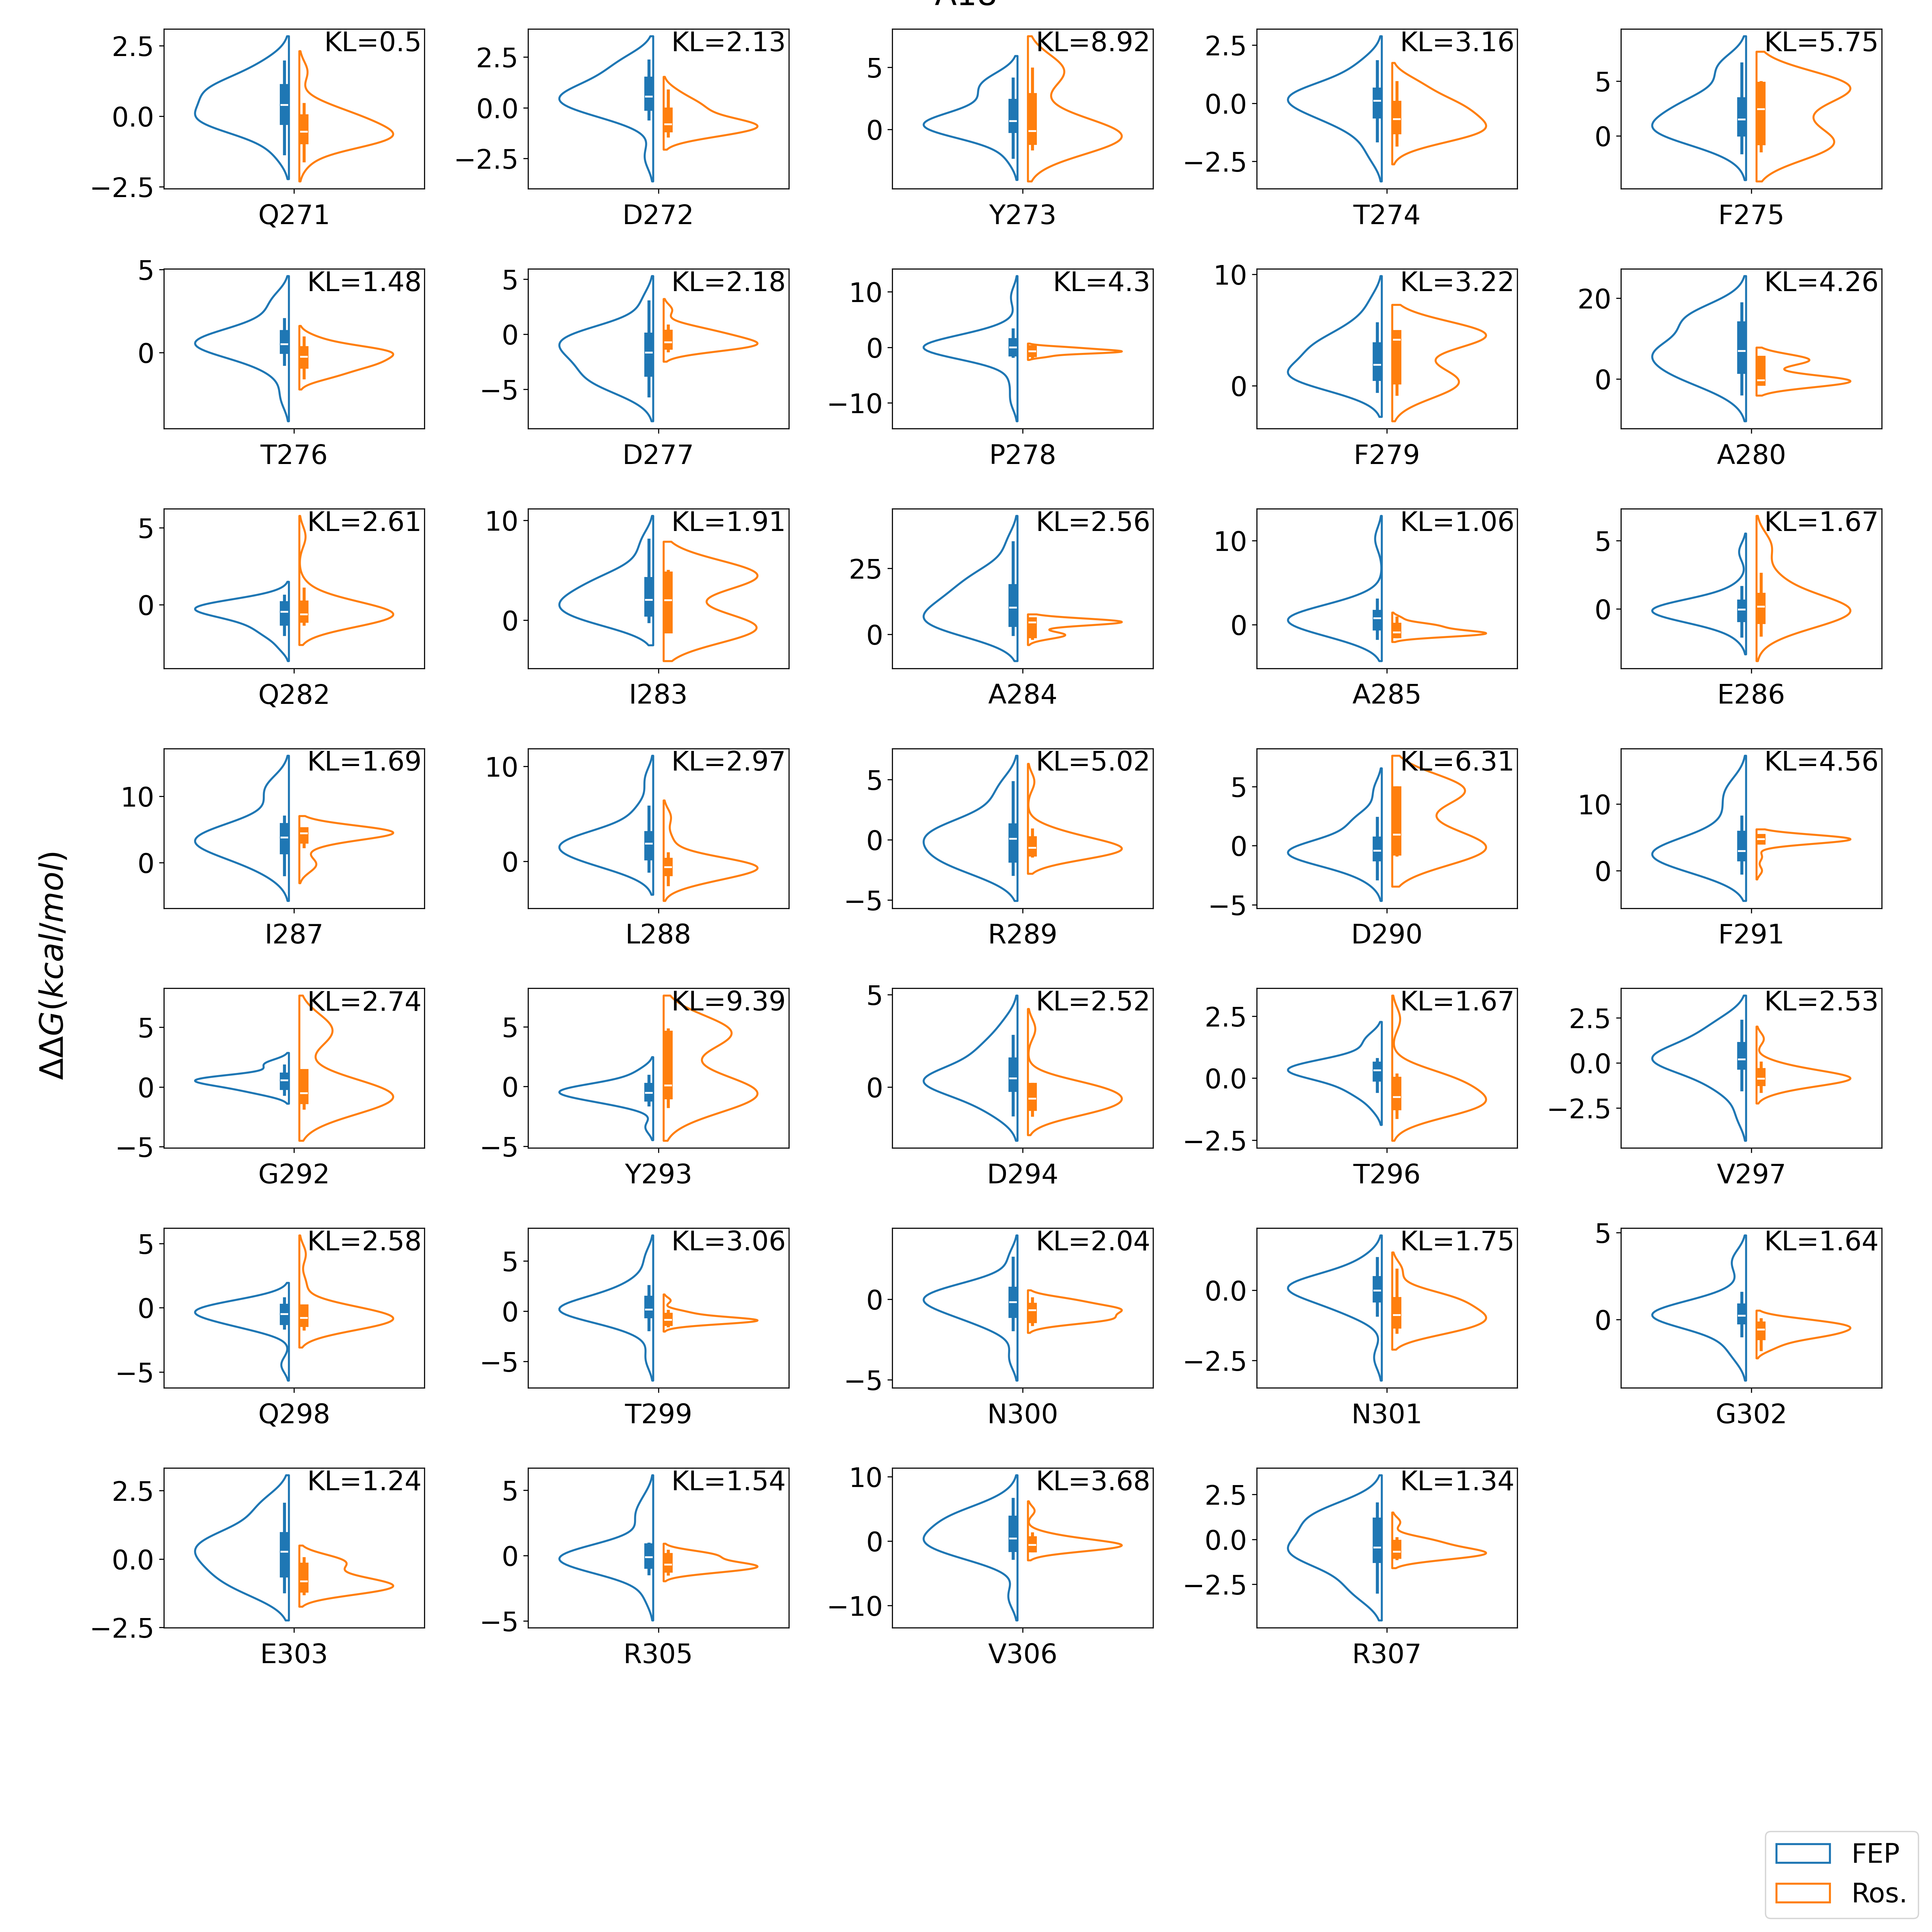 KL=0.5 KL=2.13 KL=8.92 KL=3.16 KL=5.75
2.5 0.0 −2.5 2.5 0.0 −2.5 5 0 2.5 0.0 −2.5 5 0
Q271 D272 Y273 T274 F275
KL=1.48 KL=2.18 KL=4.3 KL=3.22 KL=4.26
5 0 5 0 −5 10 0 −10 10 0 20 0
T276 D277 P278 F279 A280
KL=2.61 KL=1.91 KL=2.56 KL=1.06 KL=1.67
5 0 10 0 25 0 10 0 5 0
Q282 I283 A284 A285 E286
KL=1.69 KL=2.97 KL=5.02 KL=6.31 KL=4.56
10 0 10 0 5 0 −5 5 0 −5 10 0
I287 L288 R289 D290 F291
ΔΔG(kcal/mol)
KL=2.74 KL=9.39 KL=2.52 KL=1.67 KL=2.53
5 0 −5 5 0 −5 5 0 2.5 0.0 −2.5 2.5 0.0 −2.5
G292 Y293 D294 T296 V297
KL=2.58 KL=3.06 KL=2.04 KL=1.75 KL=1.64
5 0 −5 5 0 −5 0 −5 0.0 −2.5 5 0
Q298 T299 N300 N301 G302
KL=1.24 KL=1.54 KL=3.68 KL=1.34
2.5 0.0 −2.5 5 0 −5 10 0 −10 2.5 0.0 −2.5
E303 R305 V306 R307
FEP
Ros.